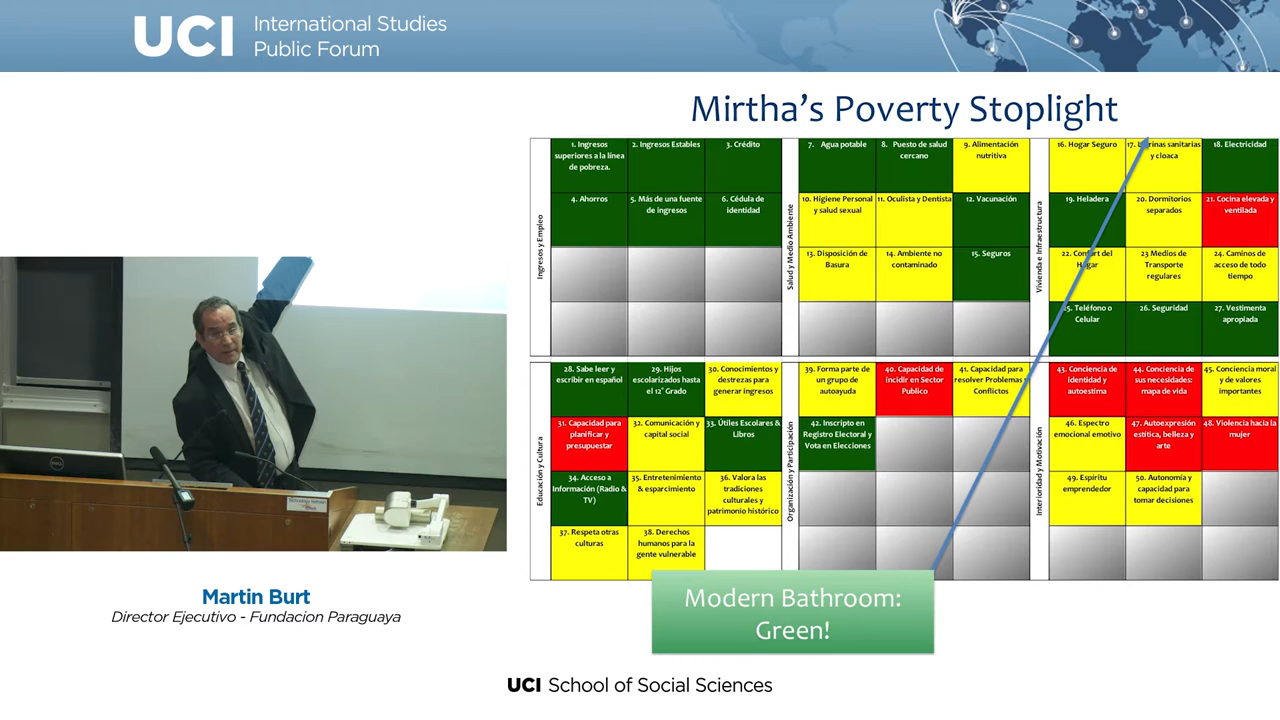 UCI
International Studies
Public Forum
Mirtha's Poverty Stoplight
Ingresos y Empleo
1. Ingresos
superiores a la línea
de pobreza.
2. Ingresos Estables
3. Crédito
4. Ahorros
5. Más de una fuente
de ingresos
6. Cédula de
identidad
Salud y Medio Ambiente
7. Agua potable
8. Puesto de salud
cercano
9. Alimentación
nutritiva
10. Higiene Personal
y salud sexual
11. Oculista y Dentista
12. Vacunación
13. Disposición de
Basura
14. Ambiente no
contaminado
15. Seguros
Vivienda e Infraestructura
16. Hogar Seguro
17. Letrinas sanitarias
y cloaca
18. Electricidad
19. Heladera
20. Dormitorios
separados
21. Cocina elevada y
ventilada
22. Confort del
Hogar
23 Medios de
Transporte
regulares
24. Caminos de
acceso de todo
tiempo
25. Teléfono o
Celular
26. Seguridad
27. Vestimenta
apropiada
Educación y Cultura
28. Sabe leer y
escribir en español
29. Hijos
escolarizados hasta
el 12° Grado
30. Conocimientos y
destrezas para
generar ingresos
31. Capacidad para
planificar y
presupuestar
32. Comunicación y
capital social
33. Útiles Escolares &
Libros
34. Acceso a
Información (Radio &
TV)
35. Entretenimiento
& esparcimiento
36. Valora las
tradiciones
culturales y
patrimonio histórico
37. Respeta otras
culturas
38. Derechos
humanos para la
gente vulnerable
Organización y Participación
39. Forma parte de
un grupo de
autoayuda
40. Capacidad de
incidir en Sector
Publico
41. Capacidad para
resolver Problemas y
Conflictos
42. Inscripto en
Registro Electoral y
Vota en Elecciones
Interioridad y Motivación
43. Conciencia de
identidad y
autoestima
44. Conciencia de
sus necesidades:
mapa de vida
45. Conciencia moral
y de valores
importantes
46. Espectro
emocional emotivo
47. Autoexpresión
estítica, belleza y
arte
48. Violencia hacia la
mujer
49. Espíritu
emprendedor
50. Autonomía y
capacidad para
tomar decisiones
Modern Bathroom:
Green!
DELL
Martin Burt
Director Ejecutivo - Fundacion Paraguaya
UCI School of Social Sciences